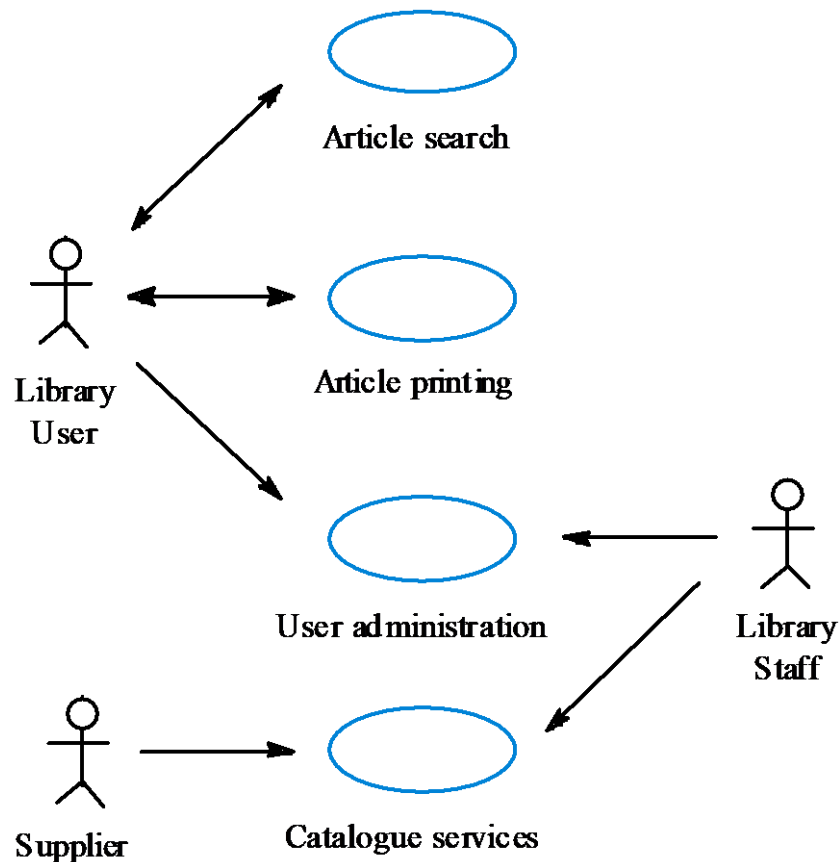 Article search
Article printing
Library
User
User administration
Library
Staff
Supplier
Catalogue services